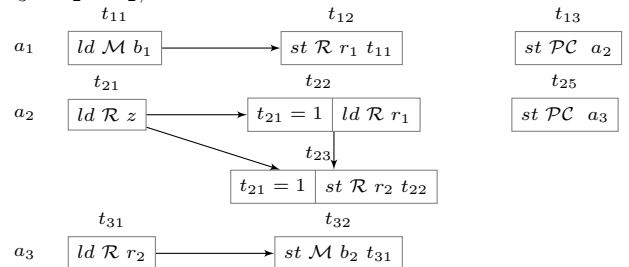 t₁₁ t₁₂ t₁₃
a₁ ld ℳ b₁ st ℛ r₁ t₁₁ st 𝒫𝒞 a₂
t₂₁ t₂₂ t₂₅
a₂ ld ℛ z t₂₁ = 1 ld ℛ r₁ st 𝒫𝒞 a₃
t₂₃
t₂₁ = 1 st ℛ r₂ t₂₂
t₃₁ t₃₂
a₃ ld ℛ r₂ st ℳ b₂ t₃₁